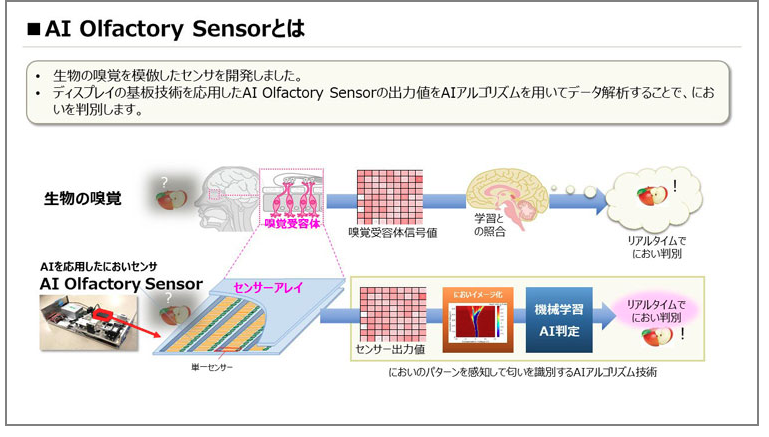 ■AI Olfactory Sensorとは
• 生物の嗅覚を模倣したセンサを開発しました。
• ディスプレイの基板技術を応用したAI Olfactory Sensorの出力値をAIアルゴリズムを用いてデータ解析することで、にお
いを判別します。
生物の嗅覚
?
嗅覚受容体
嗅覚受容体信号値
学習と
の照合
!
リアルタイムで
におい判別
AIを応用したにおいセンサ
AI Olfactory Sensor
?
センサーアレイ
単一センサー
センサー出力値
においイメージ化
機械学習
AI判定
リアルタイムで
におい判別
!
においのパターンを感知して匂いを識別するAIアルゴリズム技術